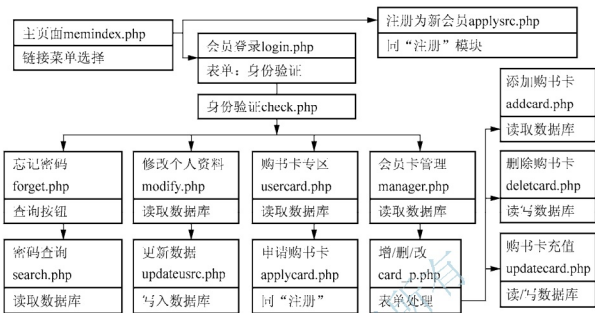 主页面memindex.php
链接菜单选择
注册为新会员applysrc.php
同“注册”模块
会员登录login.php
表单：身份验证
身份验证check.php
忘记密码
forget.php
查询按钮
修改个人资料
modify.php
读取数据库
购书卡专区
usercard.php
读取数据库
会员卡管理
manager.php
读取数据库
添加购书卡
addcard.php
读取数据库
删除购书卡
deletcard.php
读/写数据库
密码查询
search.php
读取数据库
更新数据
updateusr.php
写入数据库
申请购书卡
applycard.php
同“注册”
增/删/改
card_p.php
表单处理
购书卡充值
updatecard.php
读/写数据库
所有